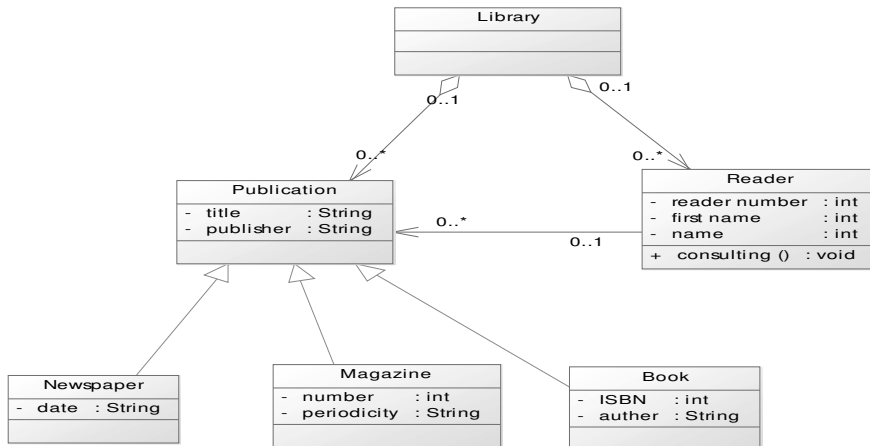 Library
0..1
0..1
0..*
0..*
Publication
- title : String
- publisher : String
Reader
- reader number : int
- first name : int
- name : int
+ consulting () : void
0..*
0..1
Newspaper
- date : String
Magazine
- number : int
- periodicity : String
Book
- ISBN : int
- auther : String